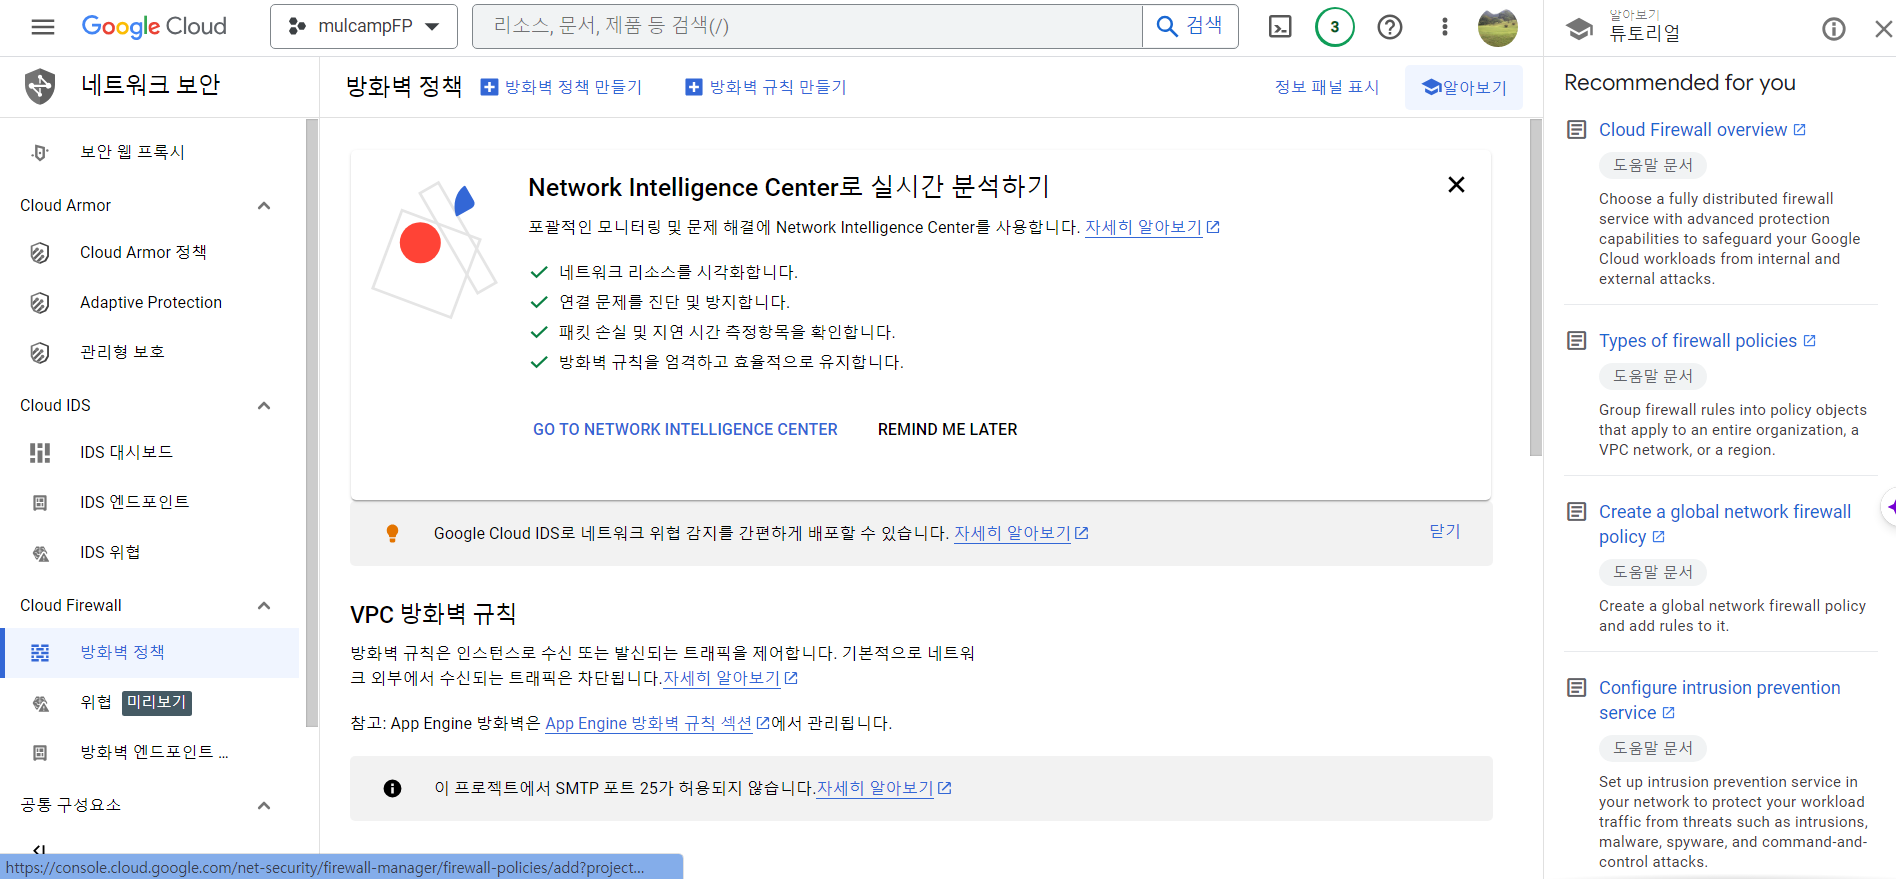 Google Cloud
mulcampFP
리소스, 문서, 제품 등 검색(/)
검색
3
알아보기
튜토리얼
네트워크 보안
방화벽 정책
방화벽 정책 만들기
방화벽 규칙 만들기
정보 패널 표시
알아보기
보안 웹 프록시
Cloud Armor
Cloud Armor 정책
Adaptive Protection
관리형 보호
Cloud IDS
IDS 대시보드
IDS 엔드포인트
IDS 위협
Cloud Firewall
방화벽 정책
위협 미리보기
방화벽 엔드포인트 ...
공통 구성요소
https://console.cloud.google.com/net-security/firewall-manager/firewall-policies/add?project...
Network Intelligence Center로 실시간 분석하기
포괄적인 모니터링 및 문제 해결에 Network Intelligence Center를 사용합니다. 자세히 알아보기
네트워크 리소스를 시각화합니다.
연결 문제를 진단 및 방지합니다.
패킷 손실 및 지연 시간 측정항목을 확인합니다.
방화벽 규칙을 엄격하고 효율적으로 유지합니다.
GO TO NETWORK INTELLIGENCE CENTER
REMIND ME LATER
Google Cloud IDS로 네트워크 위협 감지를 간편하게 배포할 수 있습니다. 자세히 알아보기
닫기
VPC 방화벽 규칙
방화벽 규칙은 인스턴스로 수신 또는 발신되는 트래픽을 제어합니다. 기본적으로 네트워
크 외부에서 수신되는 트래픽은 차단됩니다.자세히 알아보기
참고: App Engine 방화벽은 App Engine 방화벽 규칙 섹션에서 관리됩니다.
이 프로젝트에서 SMTP 포트 25가 허용되지 않습니다.자세히 알아보기
Recommended for you
Cloud Firewall overview
도움말 문서
Choose a fully distributed firewall
service with advanced protection
capabilities to safeguard your Google
Cloud workloads from internal and
external attacks.
Types of firewall policies
도움말 문서
Group firewall rules into policy objects
that apply to an entire organization, a
VPC network, or a region.
Create a global network firewall
policy
도움말 문서
Create a global network firewall policy
and add rules to it.
Configure intrusion prevention
service
도움말 문서
Set up intrusion prevention service in
your network to protect your workload
traffic from threats such as intrusions,
malware, spyware, and command-and-
control attacks.